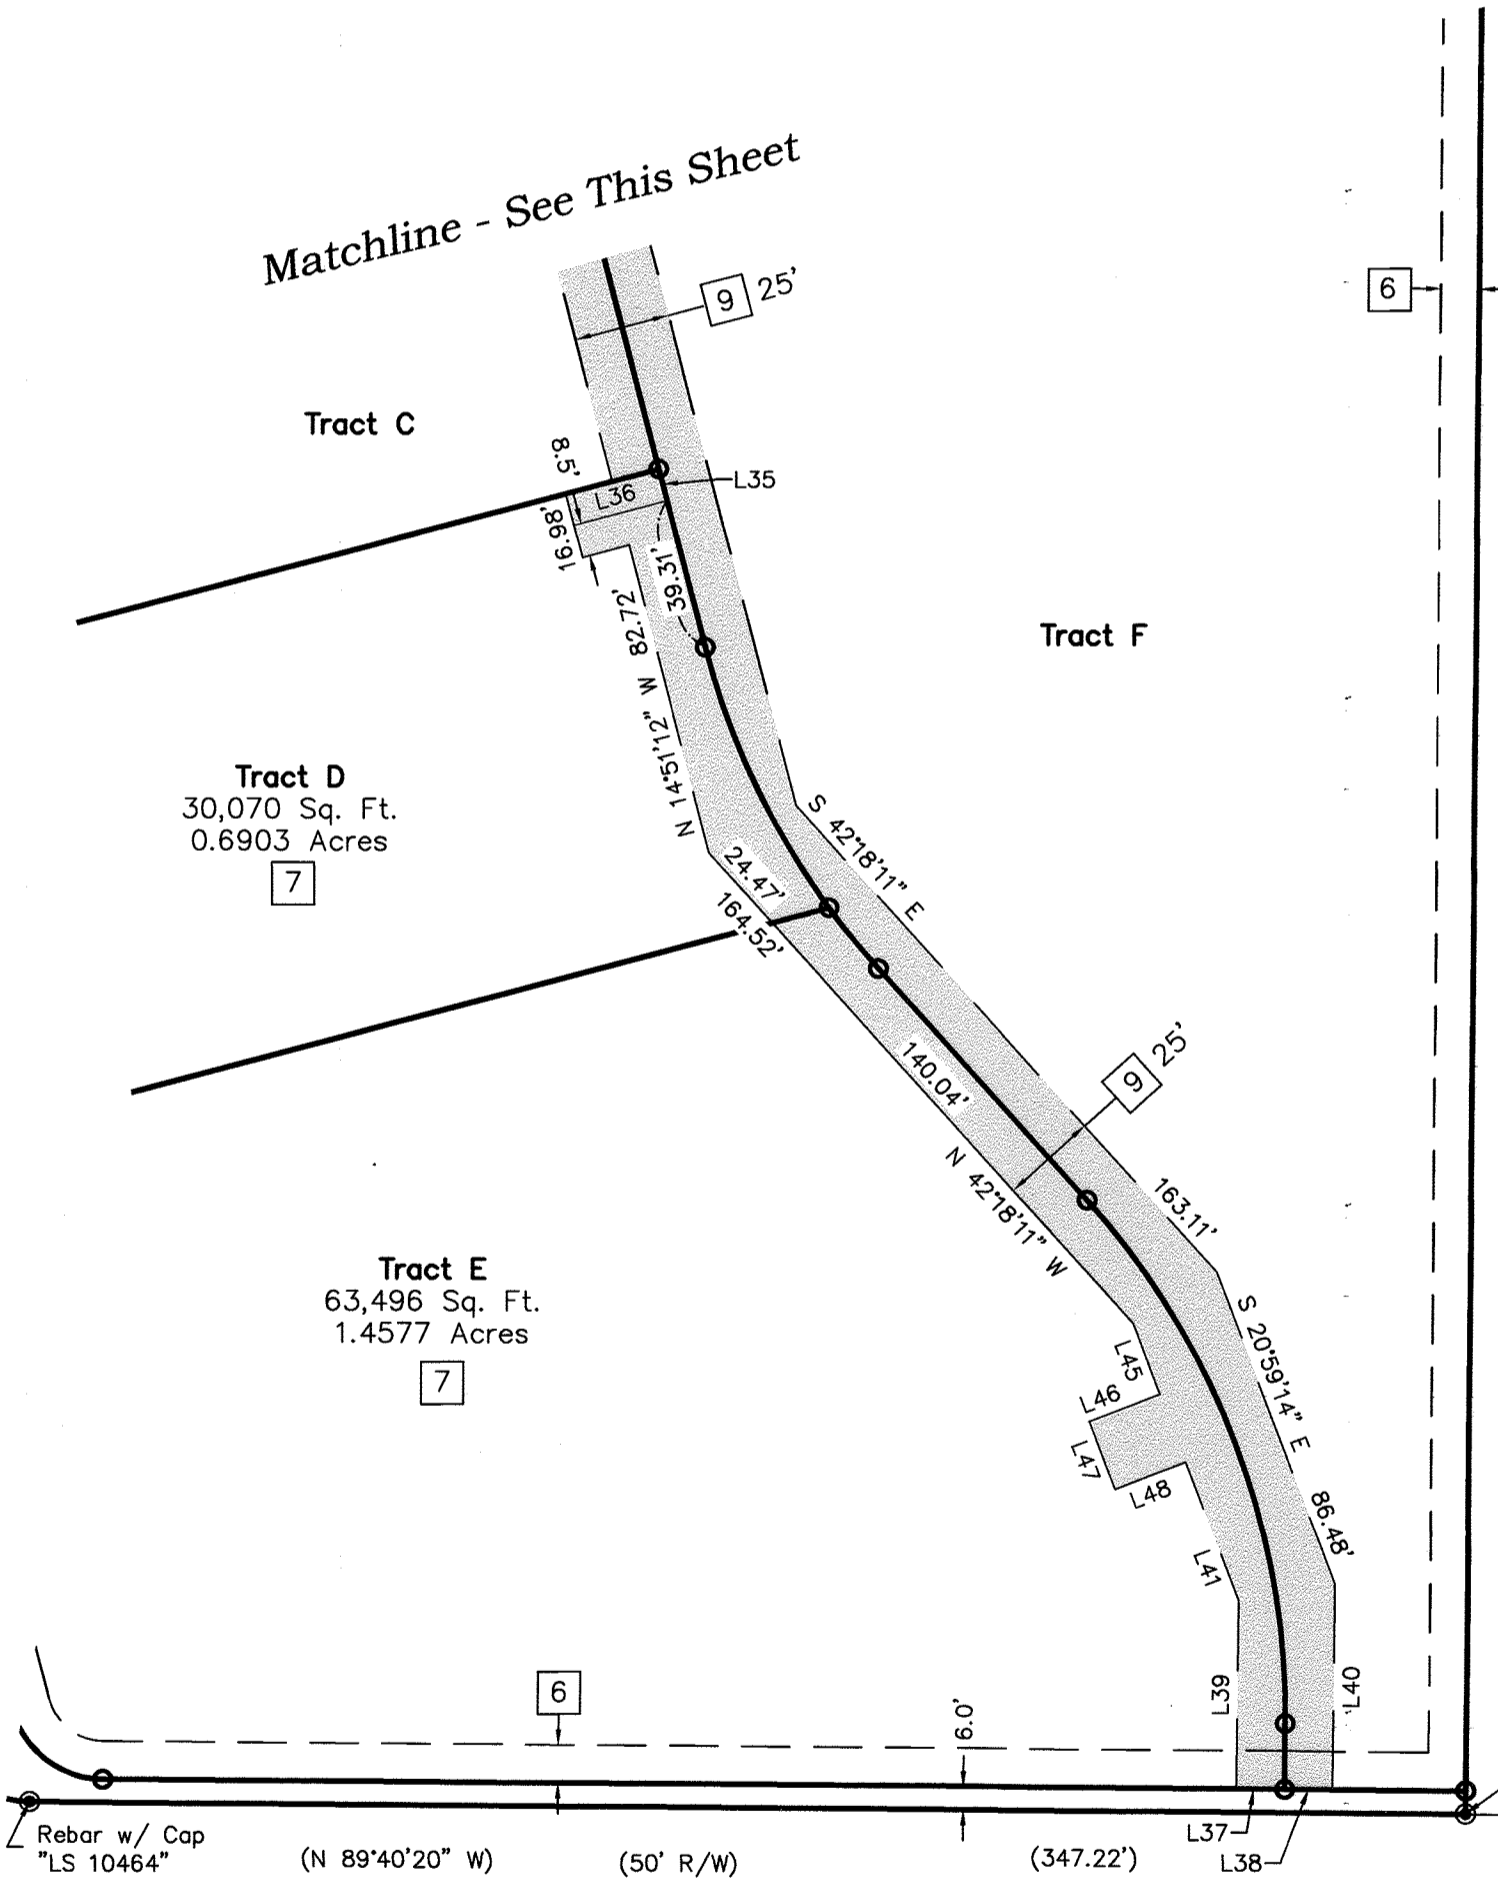 Matchline - See This Sheet
9 25'
6
Tract C
8.5'
L36
L35
16.98'
39.31'
N 14°51'12" W 82.72'
Tract F
Tract D
30,070 Sq. Ft.
0.6903 Acres
7
S 42°18'11" E
24.47'
164.52'
9 25'
140.04'
N 42°18'11" W
163.11'
Tract E
63,496 Sq. Ft.
1.4577 Acres
7
S 20°59'14" E
86.48'
L45
L46
L47
L48
L41
L39
L40
6
6.0'
L37
L38
Rebar w/ Cap
"LS 10464"
(N 89°40'20" W)
(50' R/W)
(347.22')